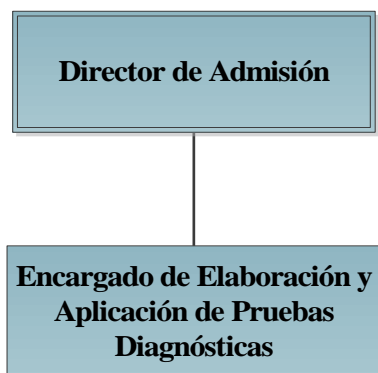 Director de Admisión
Encargado de Elaboración y
Aplicación de Pruebas
Diagnósticas